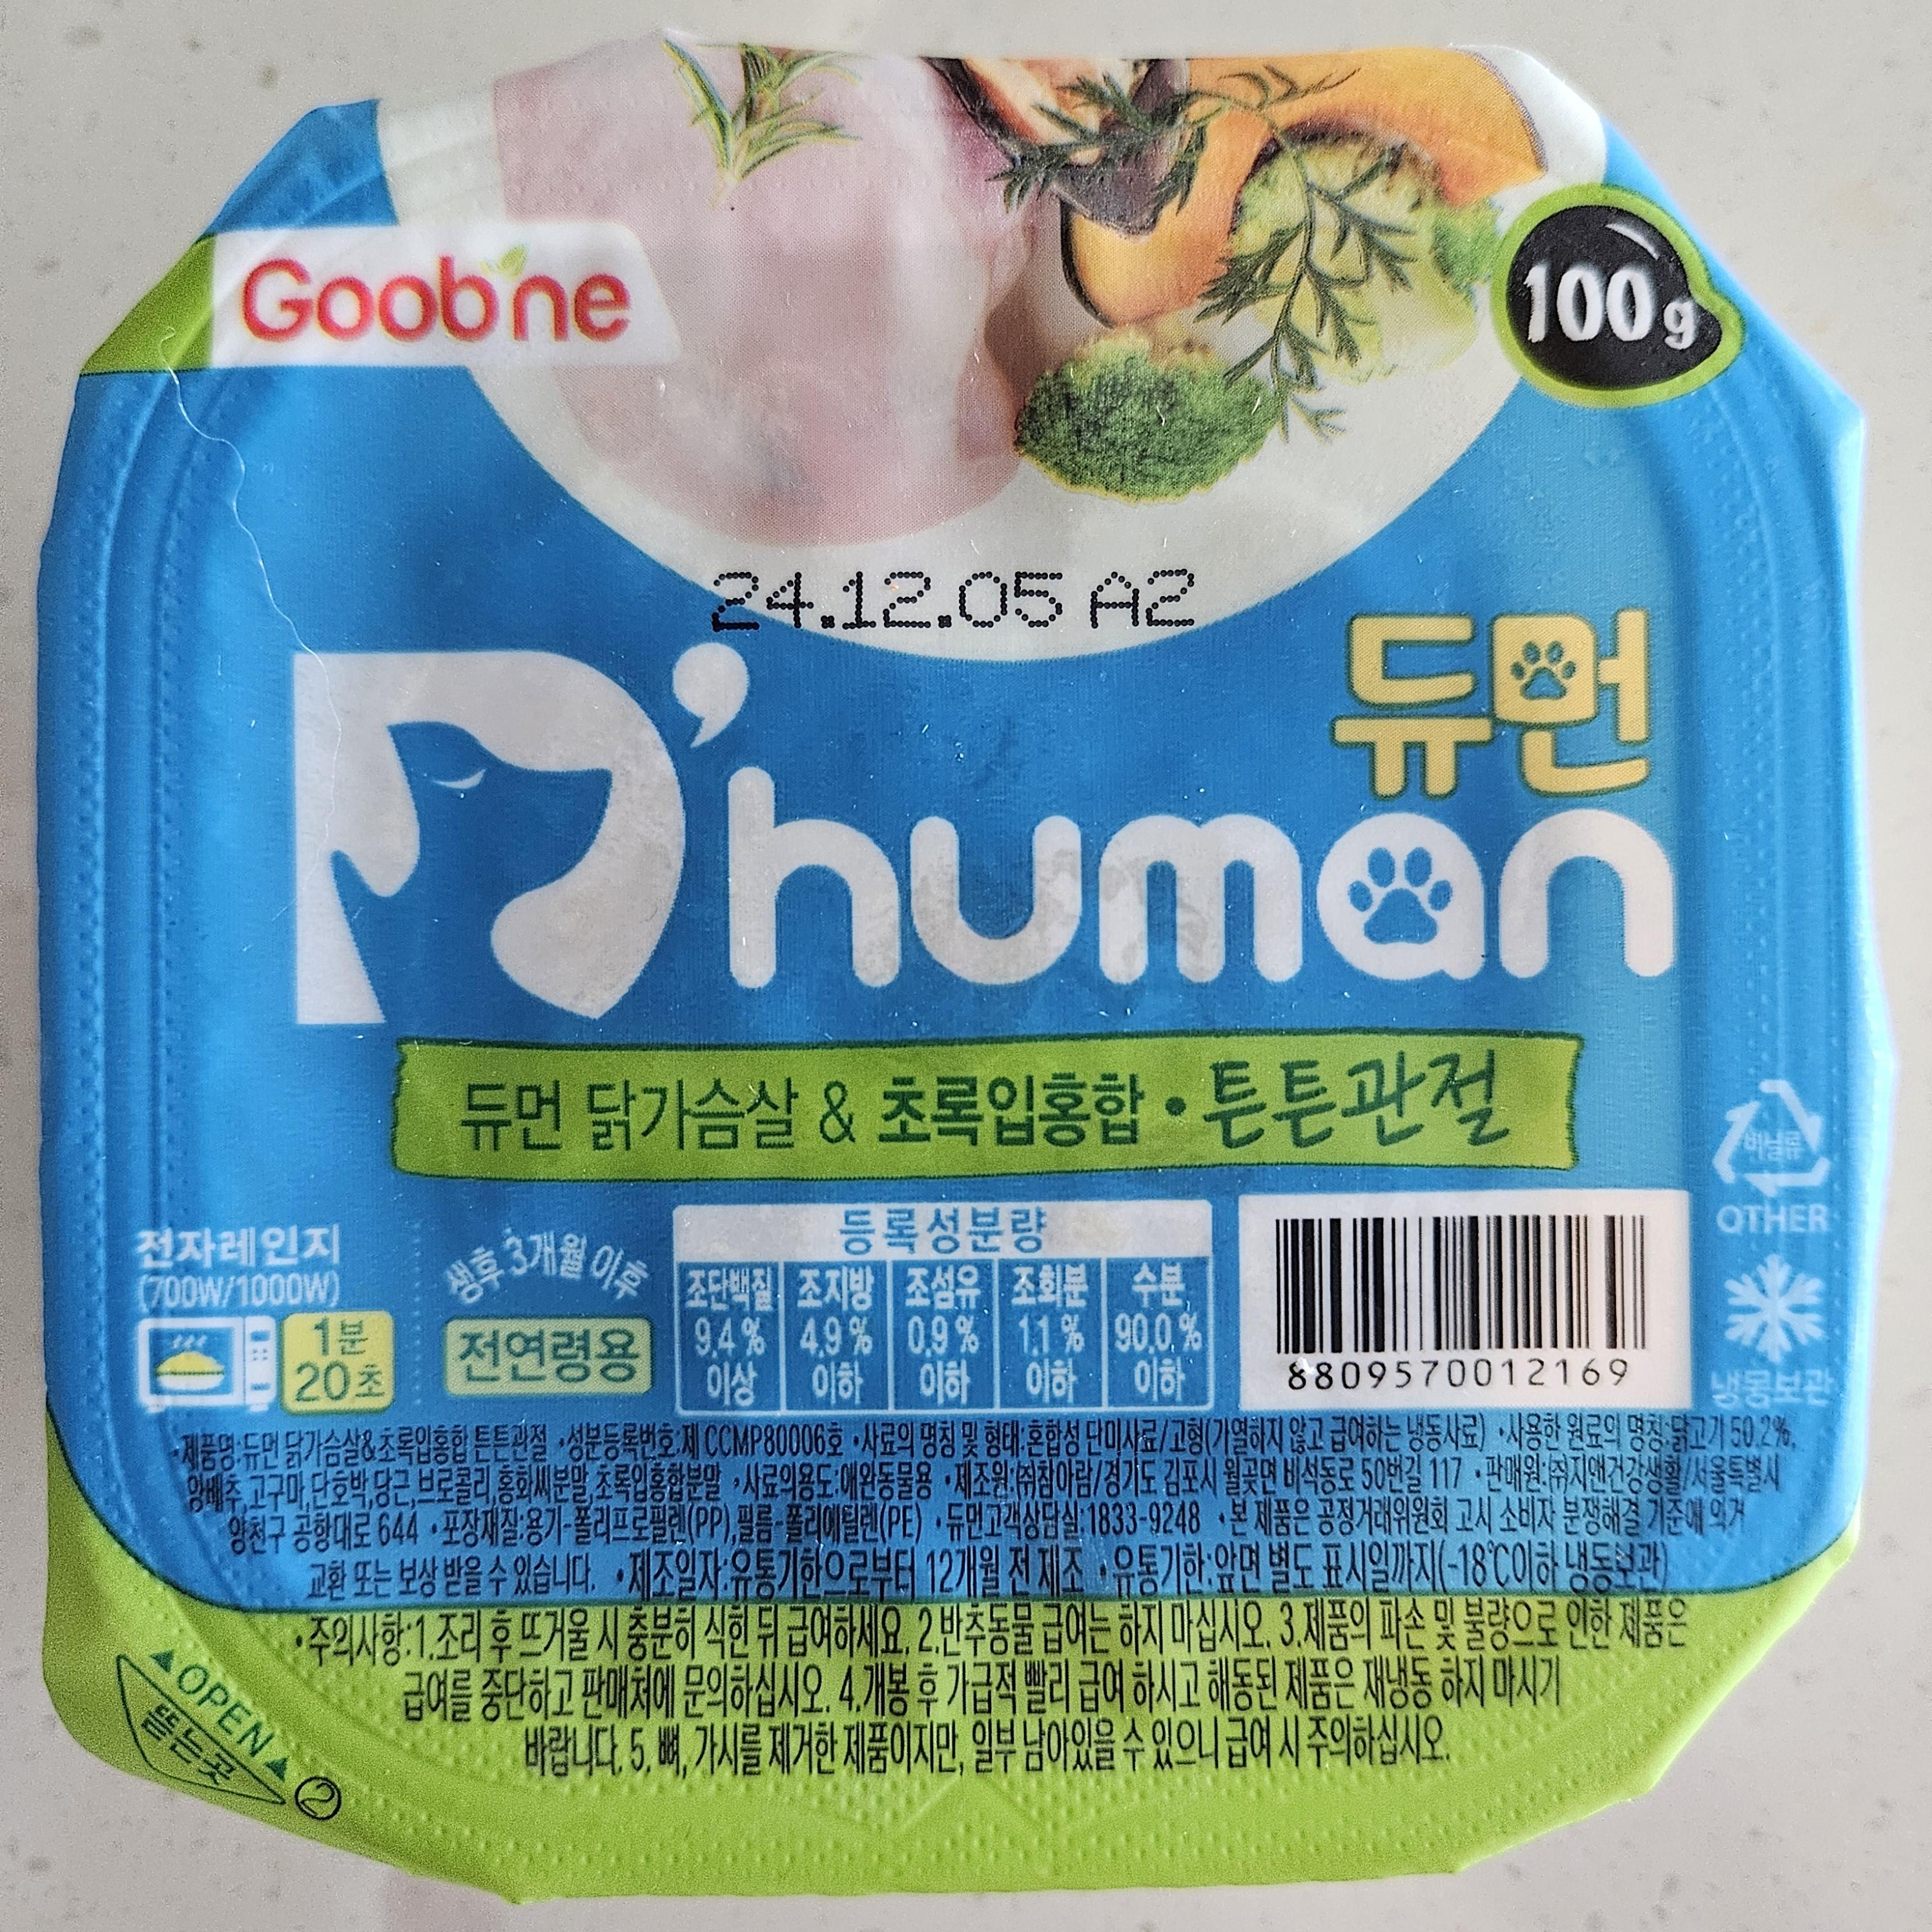 Goobne
100g
24.12.05 A2
듀먼
D'human
듀먼 닭가슴살 & 초록입홍합 • 튼튼관절
비닐류
OTHER
냉동보관
전자레인지
(700W/1000W)
1분
20초
생후 3개월 이후
전연령용
등록성분량
조단백질 조지방 조섬유 조회분 수분
9.4% 4.9% 0.9% 1.1% 90.0%
이상 이하 이하 이하 이하
8809570012169
•제품명:듀먼 닭가슴살&초록입홍합 튼튼관절 •성분등록번호:제 CCMP80006호 •사료의 명칭 및 형태:혼합성 단미사료/고형(가열하지 않고 급여하는 냉동사료) •사용한 원료의 명칭:닭고기 50.2%,
양배추,고구마,단호박,당근,브로콜리,홍화씨분말,초록입홍합분말 •사료의용도:애완동물용 •제조원:㈜참아람/경기도 김포시 월곶면 비석동로 50번길 117 •판매원:㈜지앤건강생활/서울특별시
양천구 공항대로 644 •포장재질:용기-폴리프로필렌(PP),필름-폴리에틸렌(PE) •듀먼고객상담실:1833-9248 •본 제품은 공정거래위원회 고시 소비자 분쟁해결 기준에 의거
교환 또는 보상 받을 수 있습니다. •제조일자:유통기한으로부터 12개월 전 제조 •유통기한:앞면 별도 표시일까지(-18℃이하 냉동보관)
•주의사항:1.조리 후 뜨거울 시 충분히 식힌 뒤 급여하세요. 2.반추동물 급여는 하지 마십시오. 3.제품의 파손 및 불량으로 인한 제품은
급여를 중단하고 판매처에 문의하십시오. 4.개봉 후 가급적 빨리 급여 하시고 해동된 제품은 재냉동 하지 마시기
바랍니다. 5. 뼈, 가시를 제거한 제품이지만, 일부 남아있을 수 있으니 급여 시 주의하십시오.
▲OPEN▲
뜯는곳
②